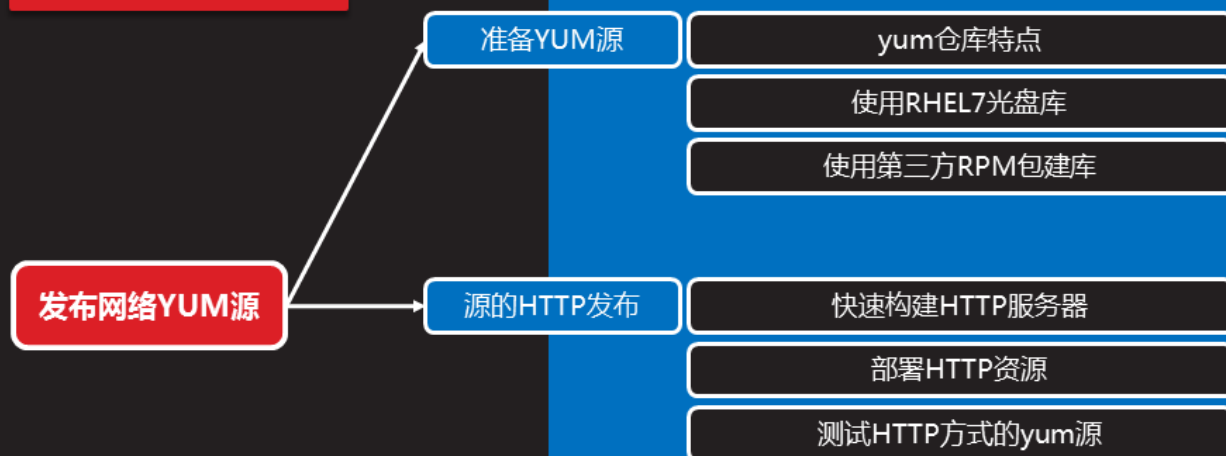 准备YUM源
yum仓库特点
使用RHEL7光盘库
使用第三方RPM包建库
发布网络YUM源
源的HTTP发布
快速构建HTTP服务器
部署HTTP资源
测试HTTP方式的yum源